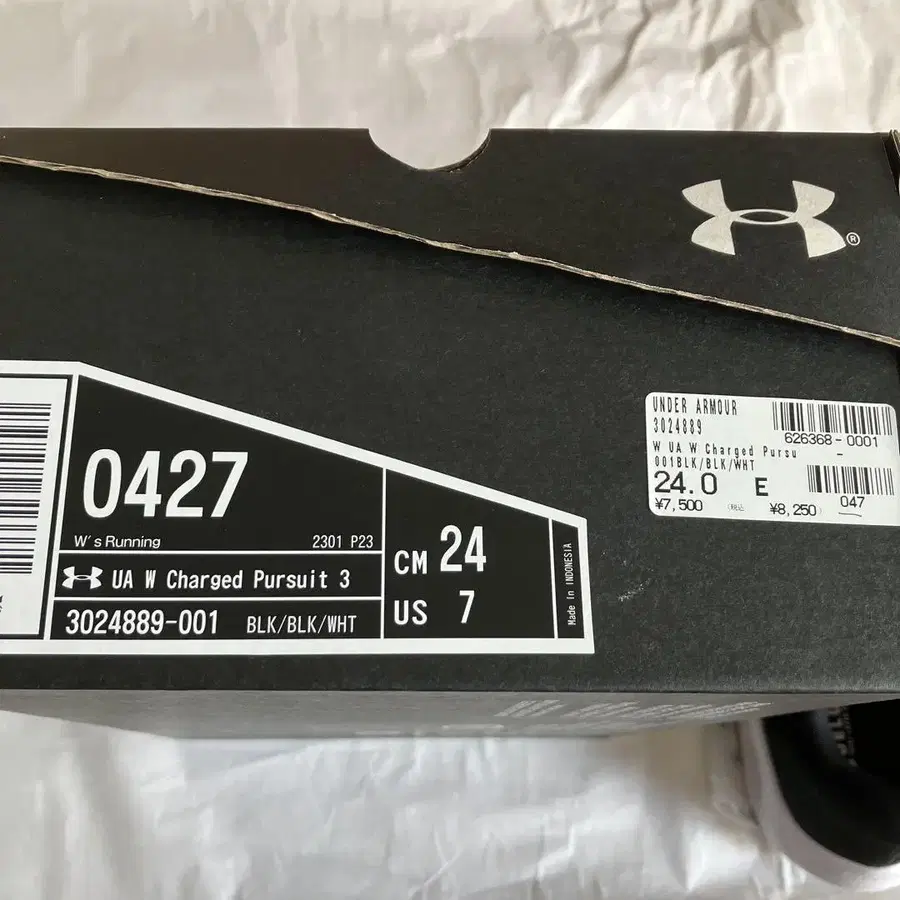 ®
UNDER ARMOUR
3024889
626368-0001
W UA W Charged Pursu -
001BLK/BLK/WHT
24.0 E
047
¥7,500 (税込 ¥8,250)
0427
W's Running 2301 P23
UA W Charged Pursuit 3
3024889-001 BLK/BLK/WHT
CM 24
US 7
Made in INDONESIA